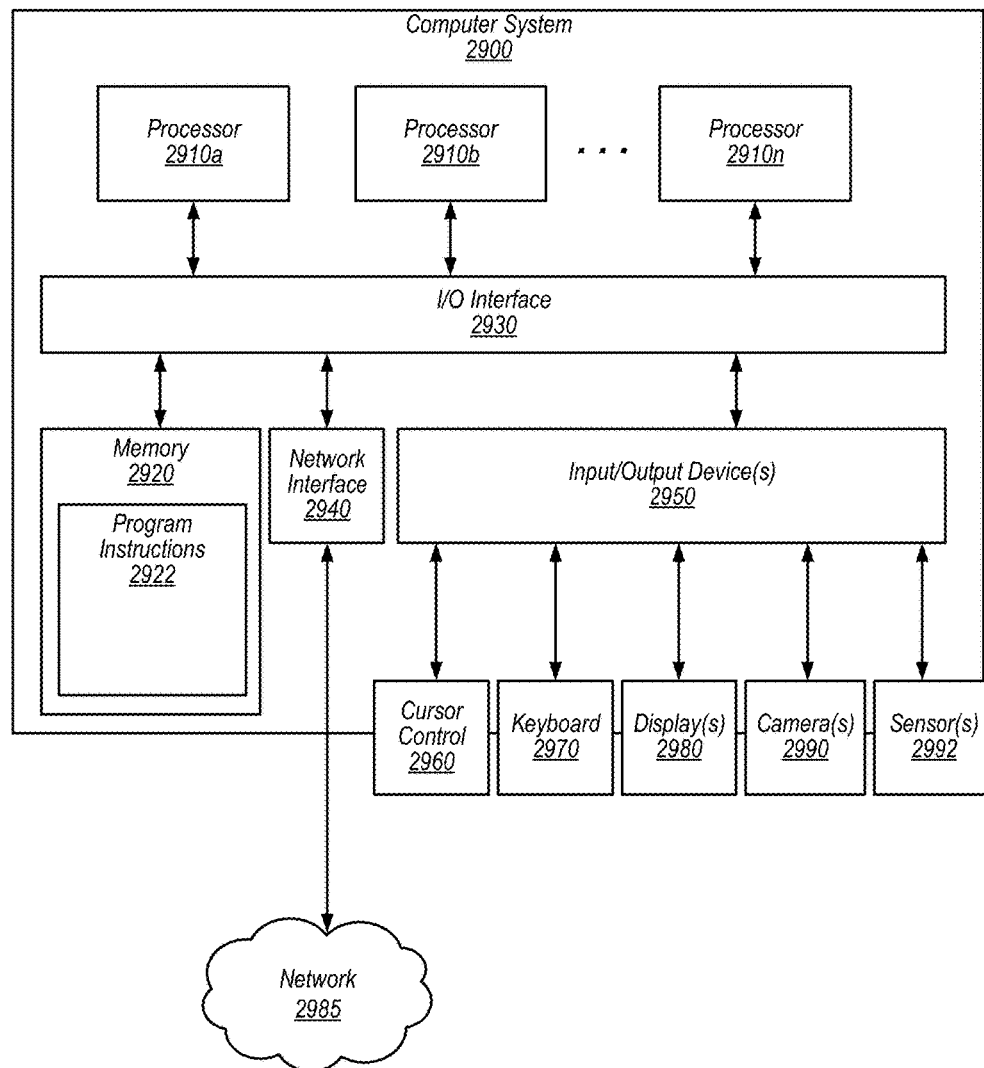 Computer System
2900
Processor
2910a
Processor
2910b
. . .
Processor
2910n
I/O Interface
2930
Memory
2920
Program
Instructions
2922
Network
Interface
2940
Input/Output Device(s)
2950
Cursor
Control
2960
Keyboard
2970
Display(s)
2980
Camera(s)
2990
Sensor(s)
2992
Network
2985